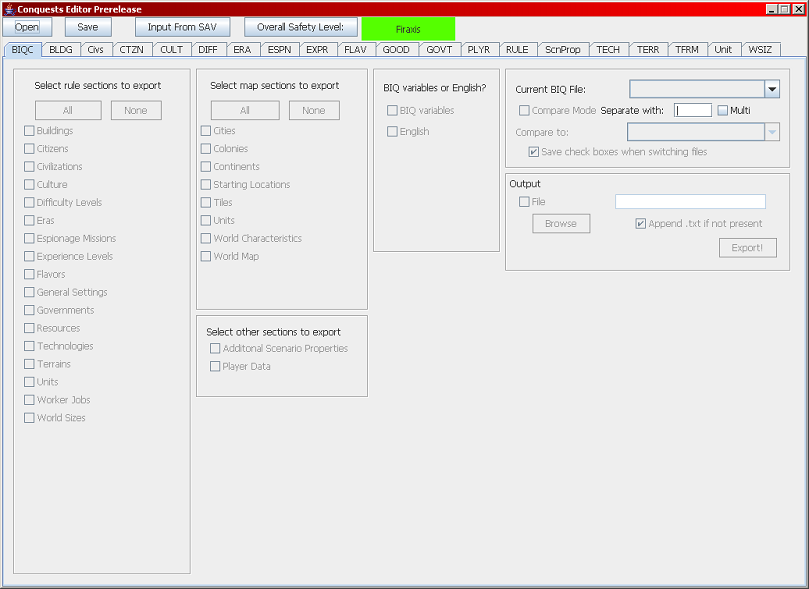 Conquests Editor Prerelease
Open Save Input From SAV Overall Safety Level: Firaxis
BIQC BLDG Civs CTZN CULT DIFF ERA ESPN EXPR FLAV GOOD GOVT PLYR RULE ScnProp TECH TERR TFRM Unit WSIZ
Select rule sections to export
All None
Buildings
Citizens
Civilizations
Culture
Difficulty Levels
Eras
Espionage Missions
Experience Levels
Flavors
General Settings
Governments
Resources
Technologies
Terrains
Units
Worker Jobs
World Sizes
Select map sections to export
All None
Cities
Colonies
Continents
Starting Locations
Tiles
Units
World Characteristics
World Map
Select other sections to export
Additonal Scenario Properties
Player Data
BIQ variables or English?
BIQ variables
English
Current BIQ File:
Compare Mode Separate with: | Multi
Compare to:
Save check boxes when switching files
Output
File
Browse Append .txt if not present
Export!